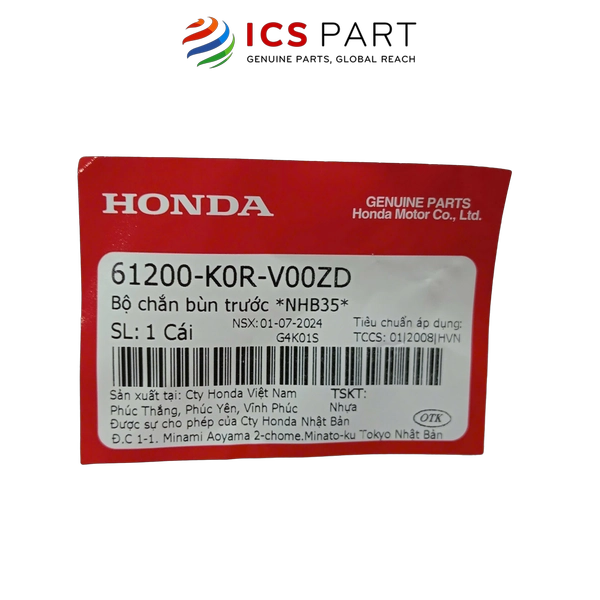 ICS PART
GENUINE PARTS, GLOBAL REACH
HONDA
GENUINE PARTS
Honda Motor Co., Ltd.
61200-K0R-V00ZD
Bộ chắn bùn trước *NHB35*
SL: 1 Cái
NSX: 01-07-2024
G4K01S
Tiêu chuẩn áp dụng:
TCCS: 01|2008|HVN
Sản xuất tại: Cty Honda Việt Nam
Phúc Thắng, Phúc Yên, Vĩnh Phúc
TSKT:
Nhựa
Được sự cho phép của Cty Honda Nhật Bản
Đ.C 1-1. Minami Aoyama 2-chome.Minato-ku Tokyo Nhật Bản
OTK